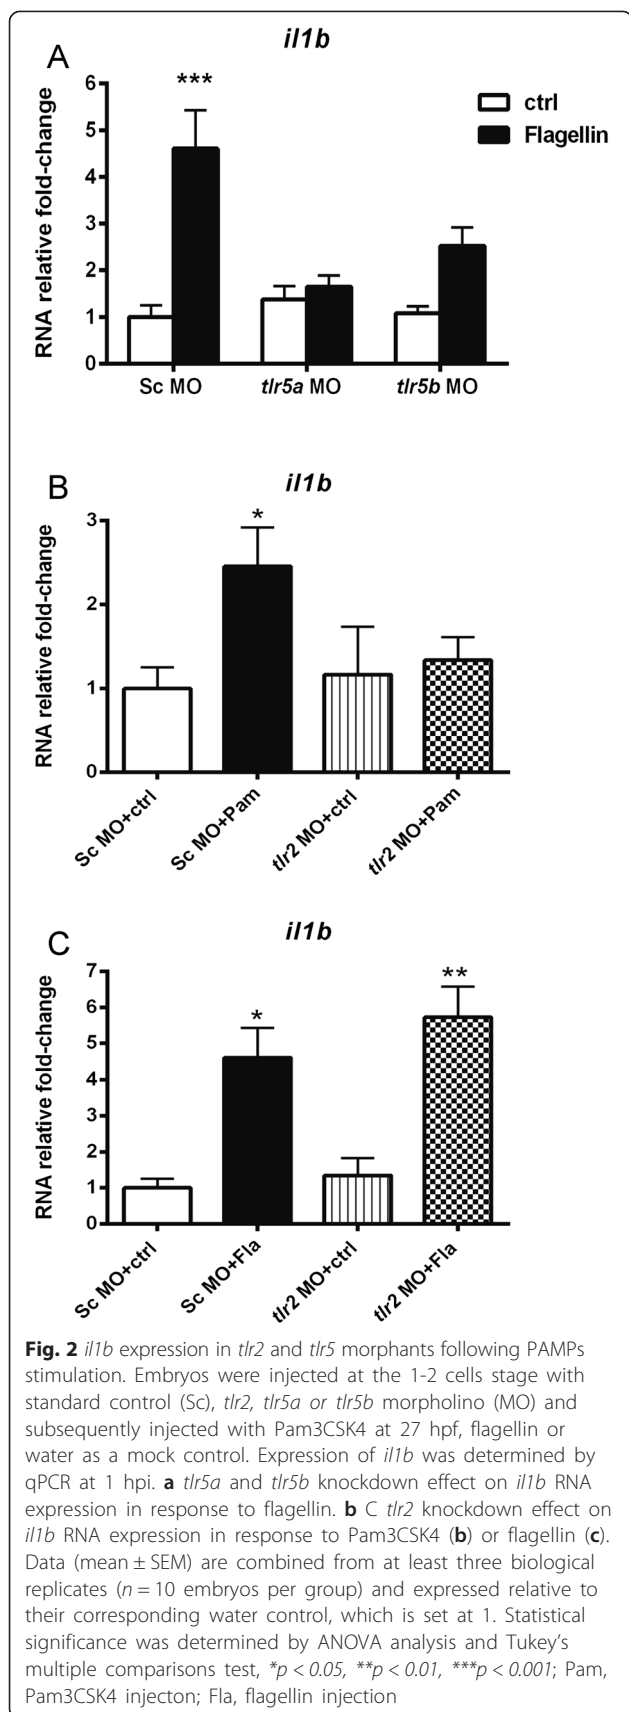 A
il1b
***
ctrl
Flagellin
RNA relative fold-change
6
5
4
3
2
1
0
Sc MO
tlr5a MO
tlr5b MO
B
il1b
*
RNA relative fold-change
3
2
1
0
Sc MO+ctrl
Sc MO+Pam
tlr2 MO+ctrl
tlr2 MO+Pam
C
il1b
*
**
RNA relative fold-change
7
6
5
4
3
2
1
0
Sc MO+ctrl
Sc MO+Fla
tlr2 MO+ctrl
tlr2 MO+Fla
Fig. 2 il1b expression in tlr2 and tlr5 morphants following PAMPs
stimulation. Embryos were injected at the 1-2 cells stage with
standard control (Sc), tlr2, tlr5a or tlr5b morpholino (MO) and
subsequently injected with Pam3CSK4 at 27 hpf, flagellin or
water as a mock control. Expression of il1b was determined by
qPCR at 1 hpi. a tlr5a and tlr5b knockdown effect on il1b RNA
expression in response to flagellin. b C tlr2 knockdown effect on
il1b RNA expression in response to Pam3CSK4 (b) or flagellin (c).
Data (mean ± SEM) are combined from at least three biological
replicates (n = 10 embryos per group) and expressed relative to
their corresponding water control, which is set at 1. Statistical
significance was determined by ANOVA analysis and Tukey's
multiple comparisons test, *p < 0.05, **p < 0.01, ***p < 0.001; Pam,
Pam3CSK4 injecton; Fla, flagellin injection